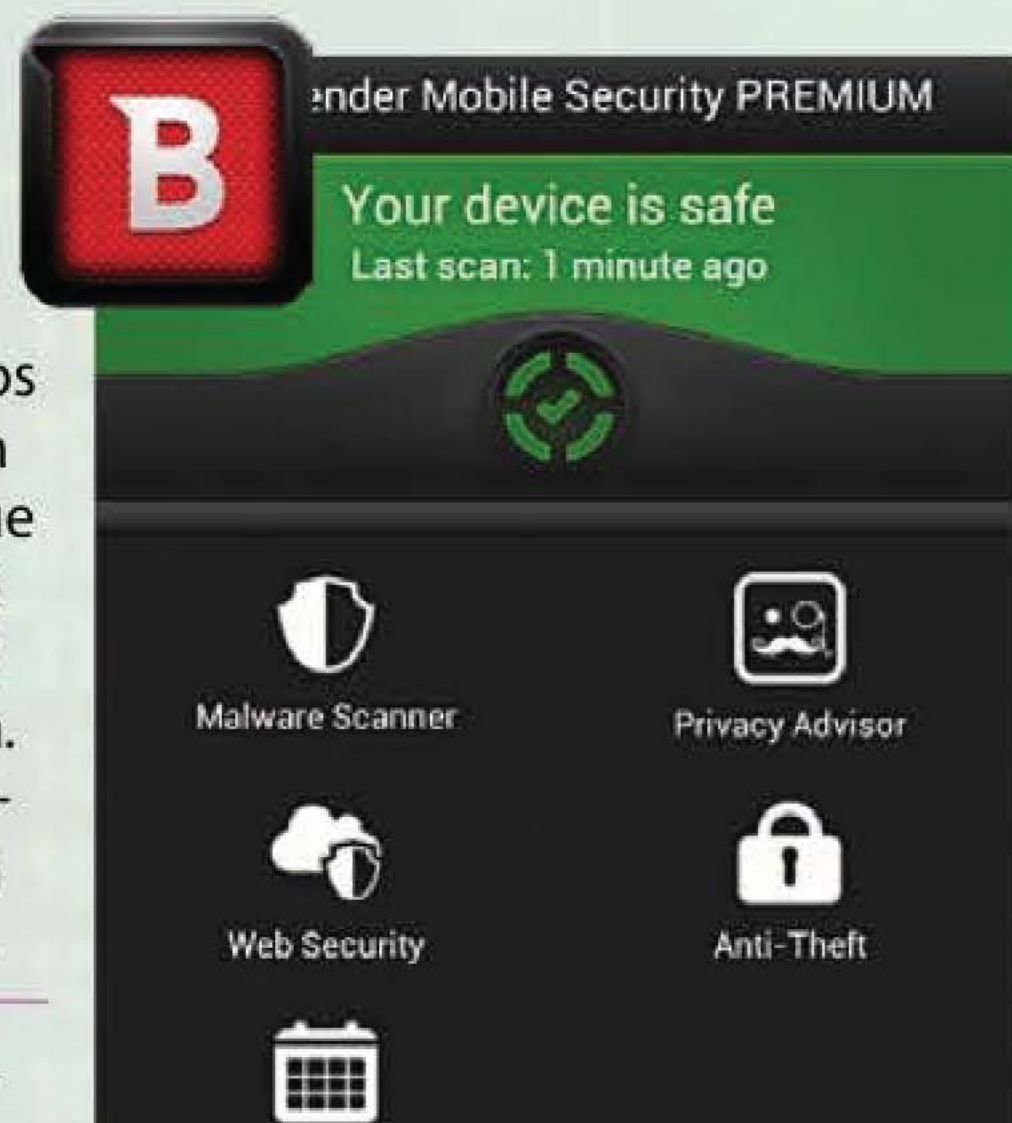 B
ender Mobile Security PREMIUM
Your device is safe
Last scan: 1 minute ago
Malware Scanner
Privacy Advisor
Web Security
Anti-Theft